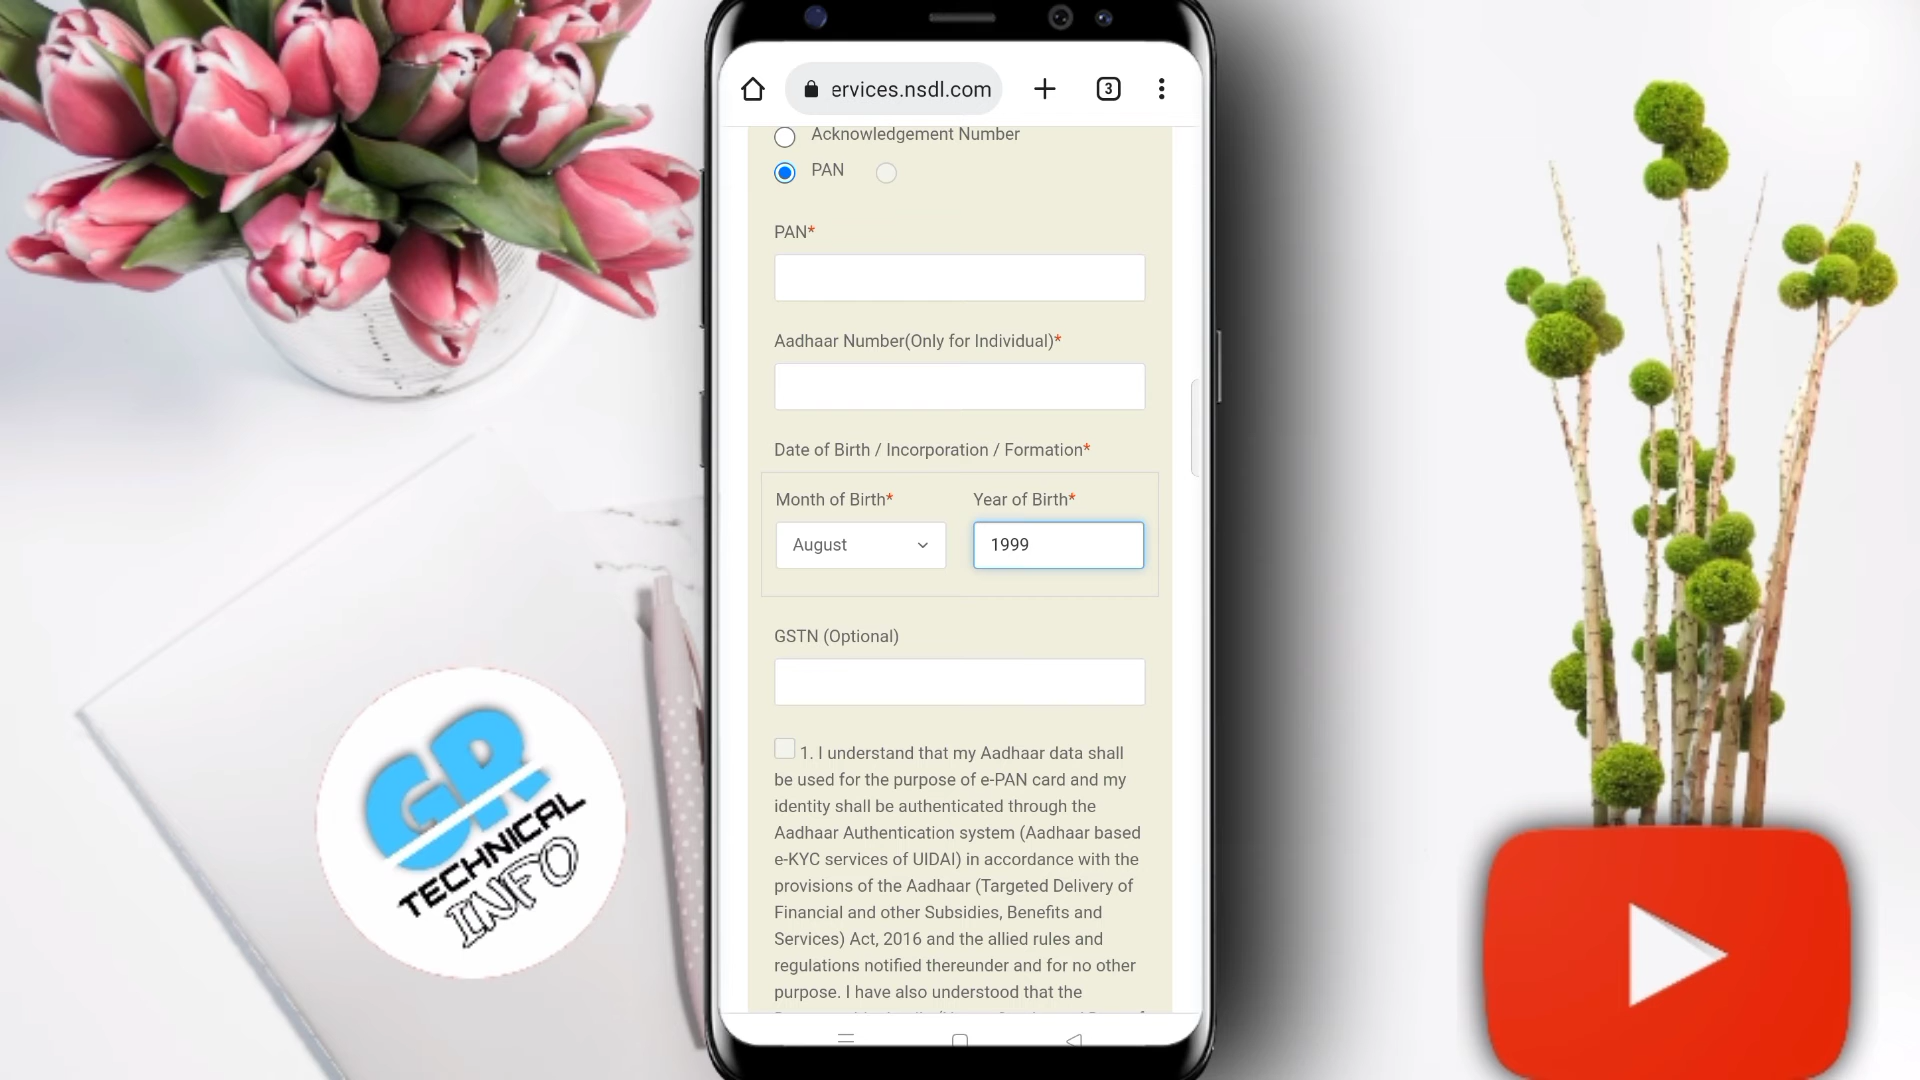 ervices.nsdl.com
3
Acknowledgement Number
PAN
PAN*
Aadhaar Number(Only for Individual)*
Date of Birth / Incorporation / Formation*
Month of Birth* Year of Birth*
August 1999
GSTN (Optional)
1. I understand that my Aadhaar data shall
be used for the purpose of e-PAN card and my
identity shall be authenticated through the
Aadhaar Authentication system (Aadhaar based
e-KYC services of UIDAI) in accordance with the
provisions of the Aadhaar (Targeted Delivery of
Financial and other Subsidies, Benefits and
Services) Act, 2016 and the allied rules and
regulations notified thereunder and for no other
purpose. I have also understood that the
GR
TECHNICAL
INFO